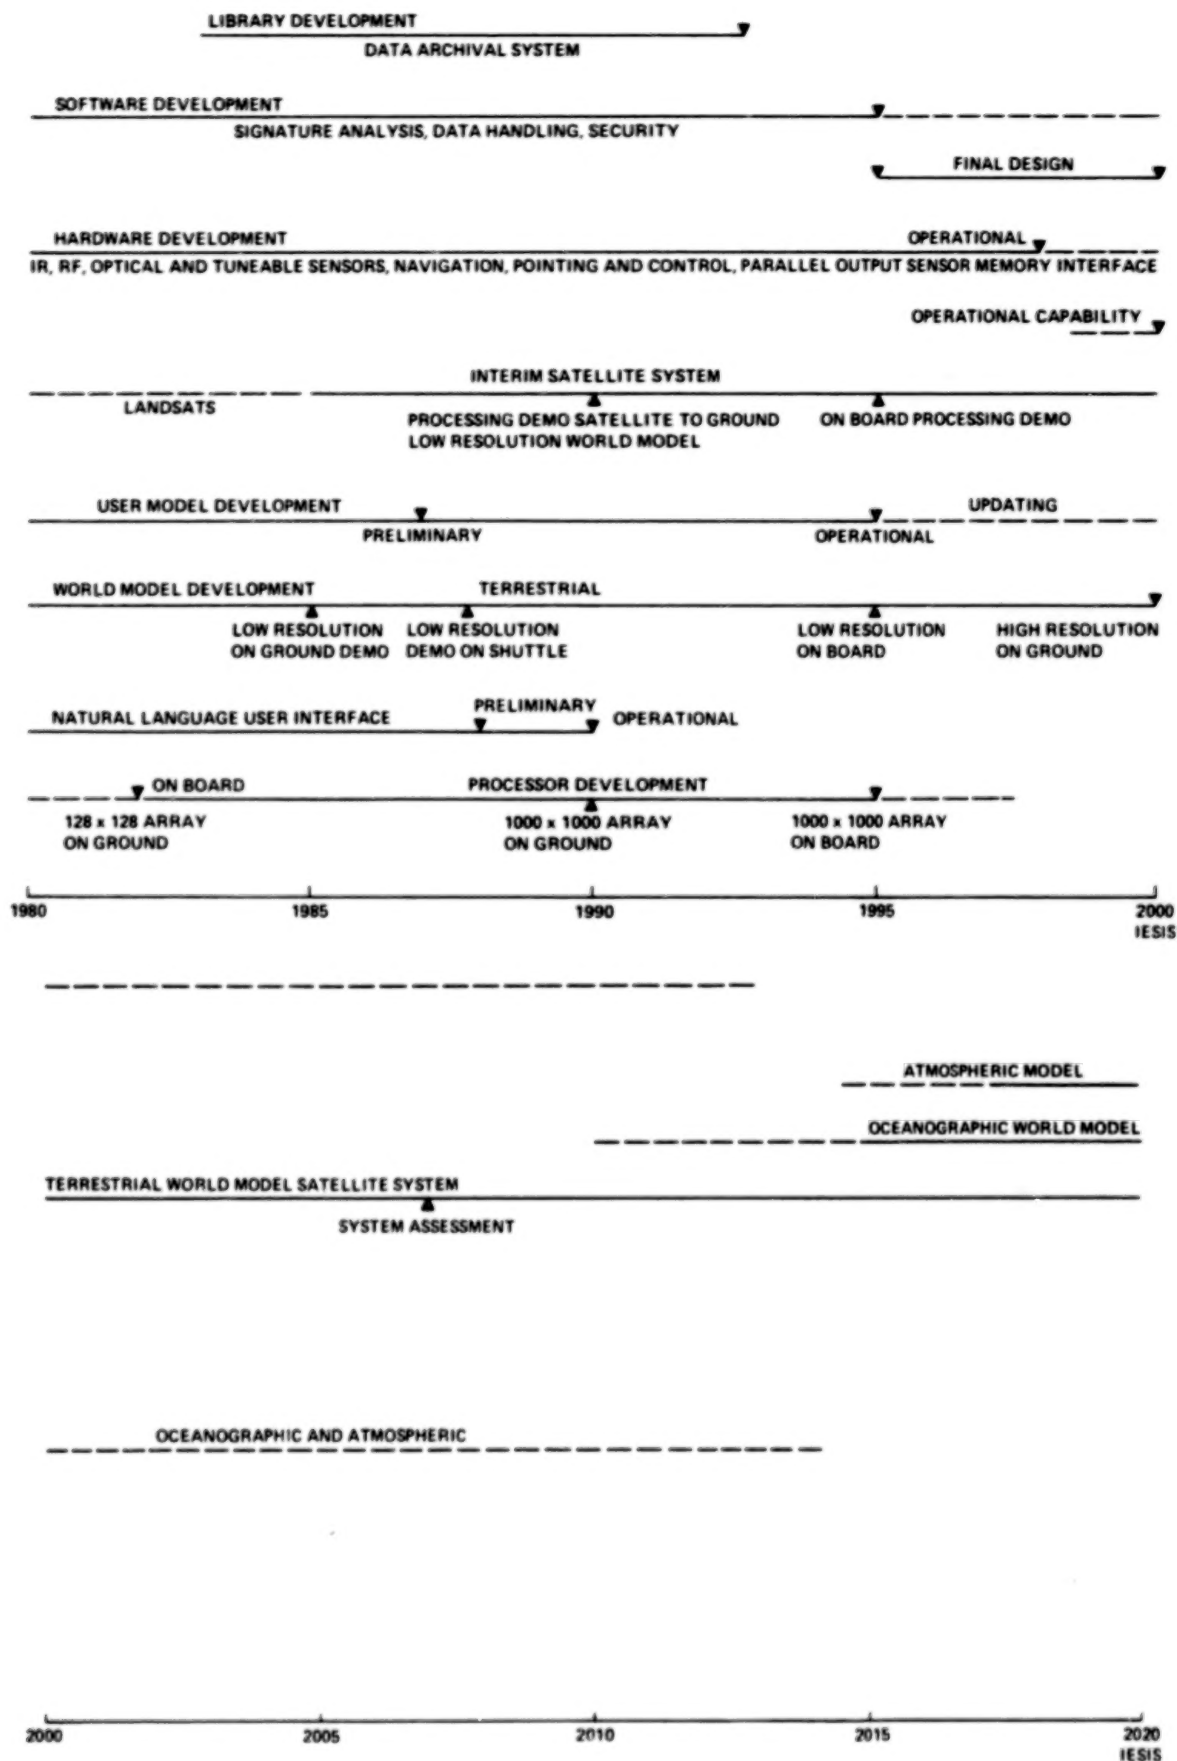 LIBRARY DEVELOPMENT
DATA ARCHIVAL SYSTEM
SOFTWARE DEVELOPMENT
SIGNATURE ANALYSIS, DATA HANDLING, SECURITY
FINAL DESIGN
HARDWARE DEVELOPMENT OPERATIONAL
IR, RF, OPTICAL AND TUNEABLE SENSORS, NAVIGATION, POINTING AND CONTROL, PARALLEL OUTPUT SENSOR MEMORY INTERFACE
OPERATIONAL CAPABILITY
INTERIM SATELLITE SYSTEM
LANDSATS
PROCESSING DEMO SATELLITE TO GROUND ON BOARD PROCESSING DEMO
LOW RESOLUTION WORLD MODEL
USER MODEL DEVELOPMENT UPDATING
PRELIMINARY OPERATIONAL
WORLD MODEL DEVELOPMENT TERRESTRIAL
LOW RESOLUTION LOW RESOLUTION LOW RESOLUTION HIGH RESOLUTION
ON GROUND DEMO DEMO ON SHUTTLE ON BOARD ON GROUND
PRELIMINARY
NATURAL LANGUAGE USER INTERFACE OPERATIONAL
ON BOARD PROCESSOR DEVELOPMENT
128 x 128 ARRAY 1000 x 1000 ARRAY 1000 x 1000 ARRAY
ON GROUND ON GROUND ON BOARD
1980 1985 1990 1995 2000
IESIS
ATMOSPHERIC MODEL
OCEANOGRAPHIC WORLD MODEL
TERRESTRIAL WORLD MODEL SATELLITE SYSTEM
SYSTEM ASSESSMENT
OCEANOGRAPHIC AND ATMOSPHERIC
2000 2005 2010 2015 2020
IESIS